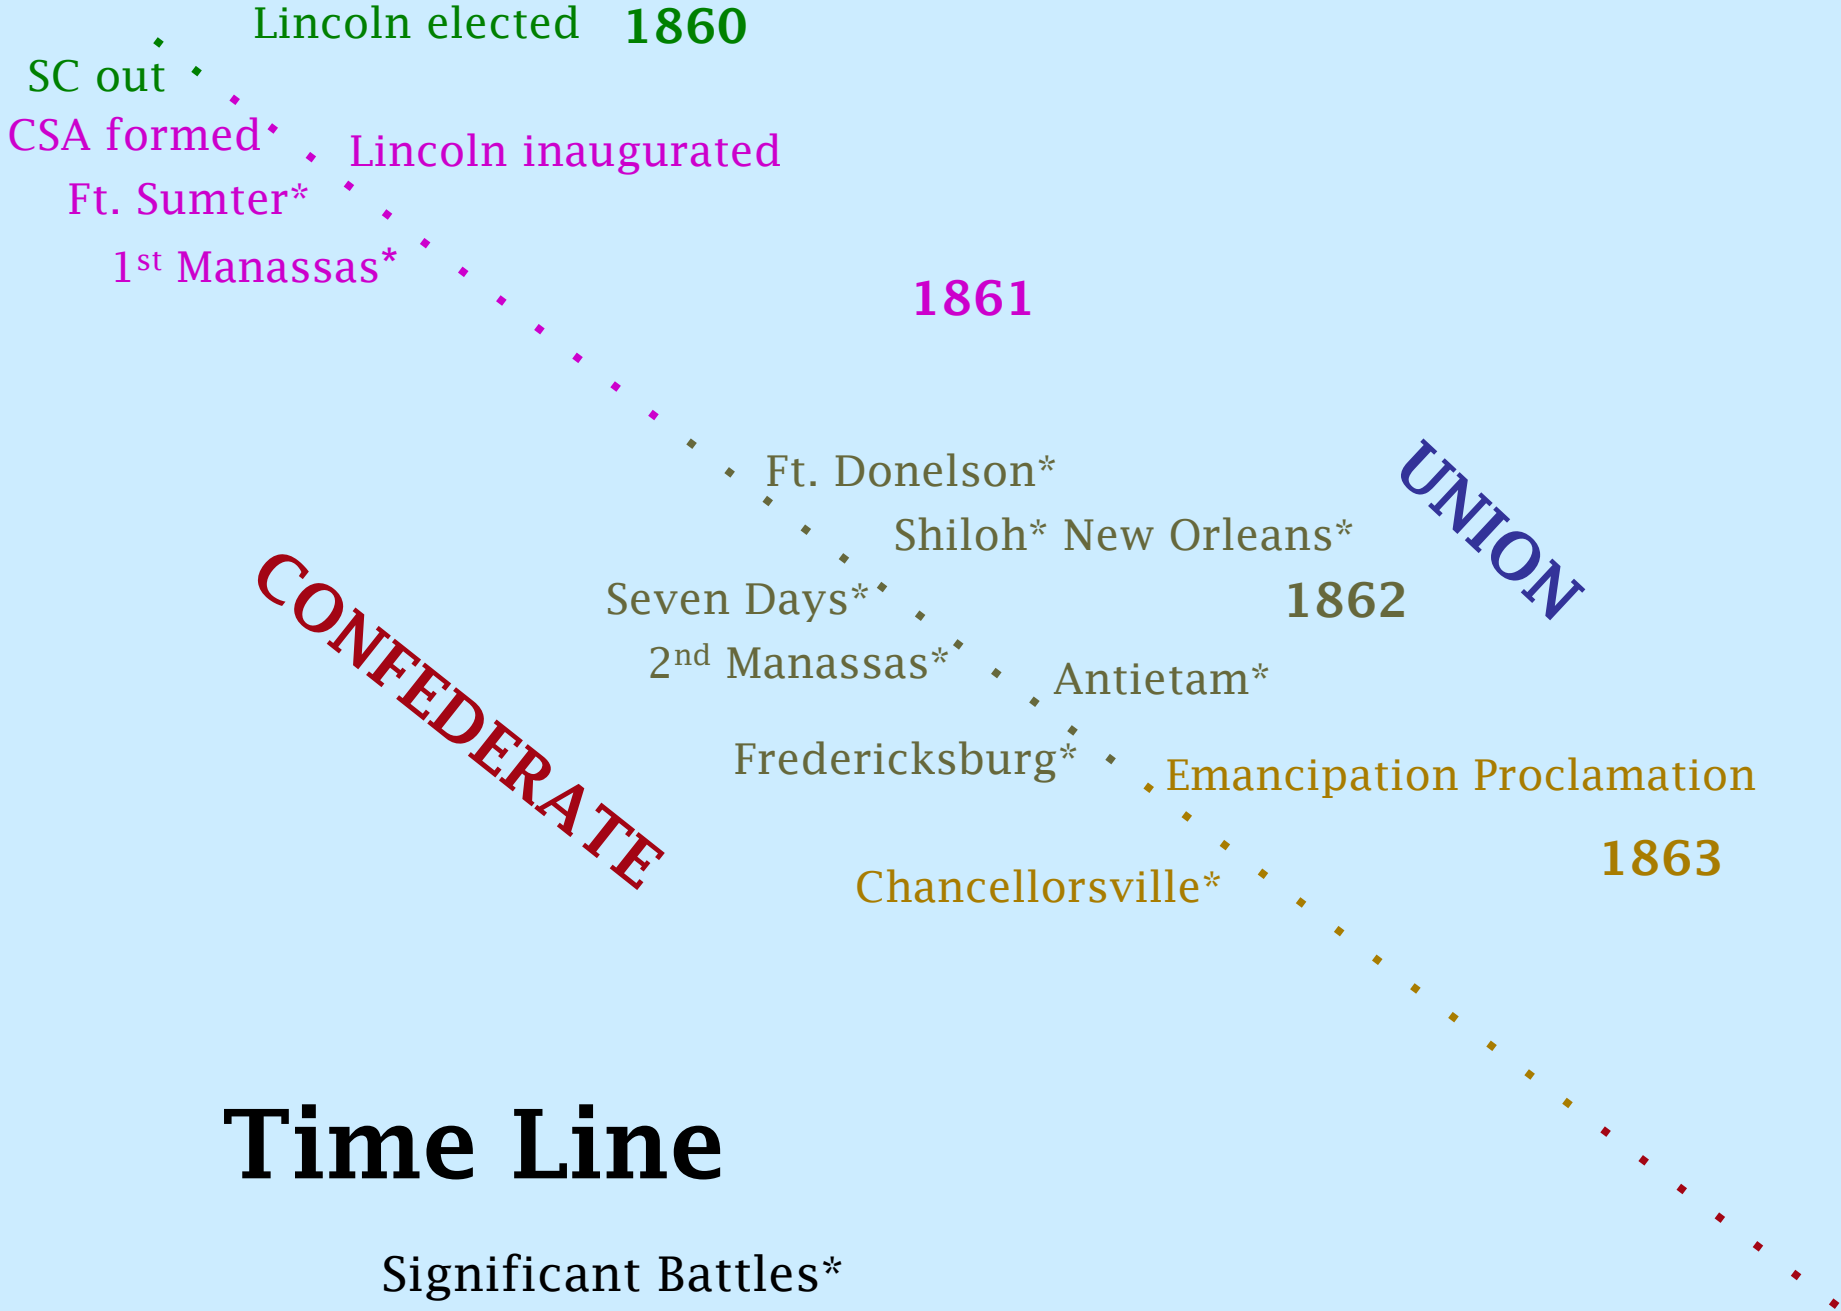 Lincoln elected 1860
SC out
CSA formed
Lincoln inaugurated
Ft. Sumter*
1st Manassas*
1861
Ft. Donelson*
UNION
Shiloh* New Orleans*
Seven Days*
1862
CONFEDERATE
2nd Manassas*
Antietam*
Fredericksburg*
Emancipation Proclamation
1863
Chancellorsville*
Time Line
Significant Battles*